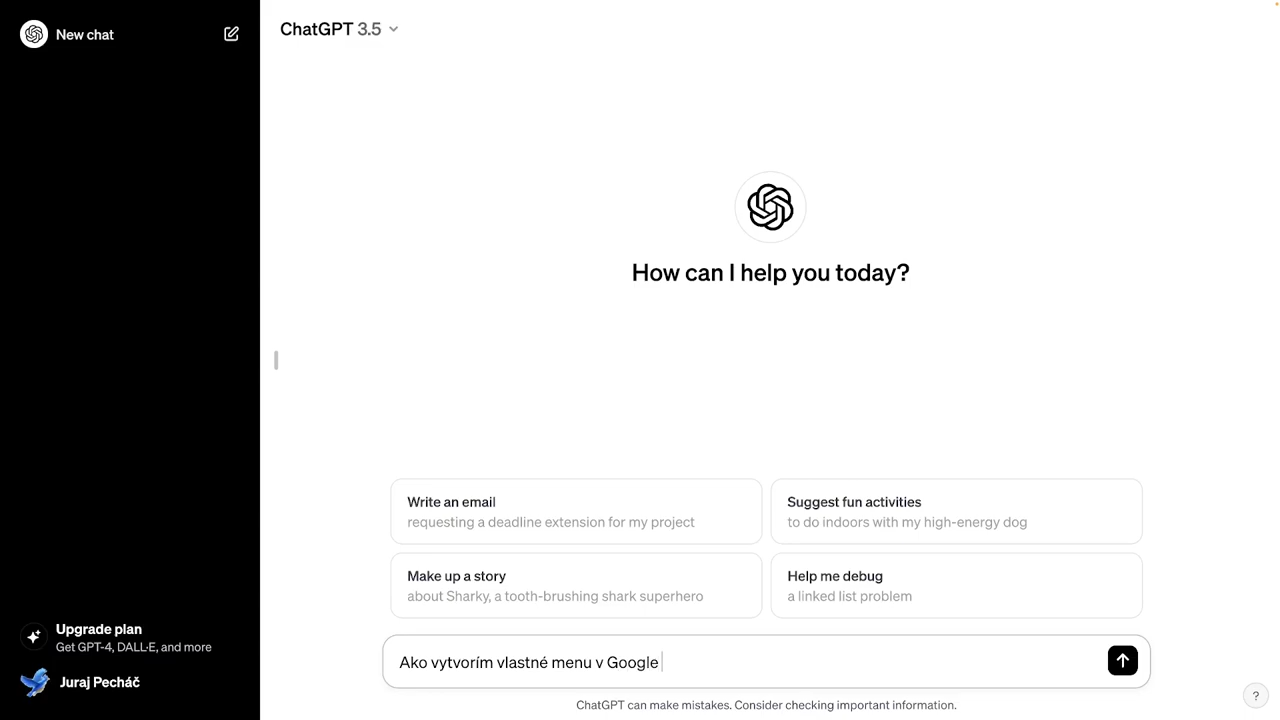 New chat
ChatGPT 3.5
How can I help you today?
Write an email
requesting a deadline extension for my project
Suggest fun activities
to do indoors with my high-energy dog
Make up a story
about Sharky, a tooth-brushing shark superhero
Help me debug
a linked list problem
Upgrade plan
Get GPT-4, DALL·E, and more
Juraj Pecháč
Ako vytvorím vlastné menu v Google
ChatGPT can make mistakes. Consider checking important information.
?